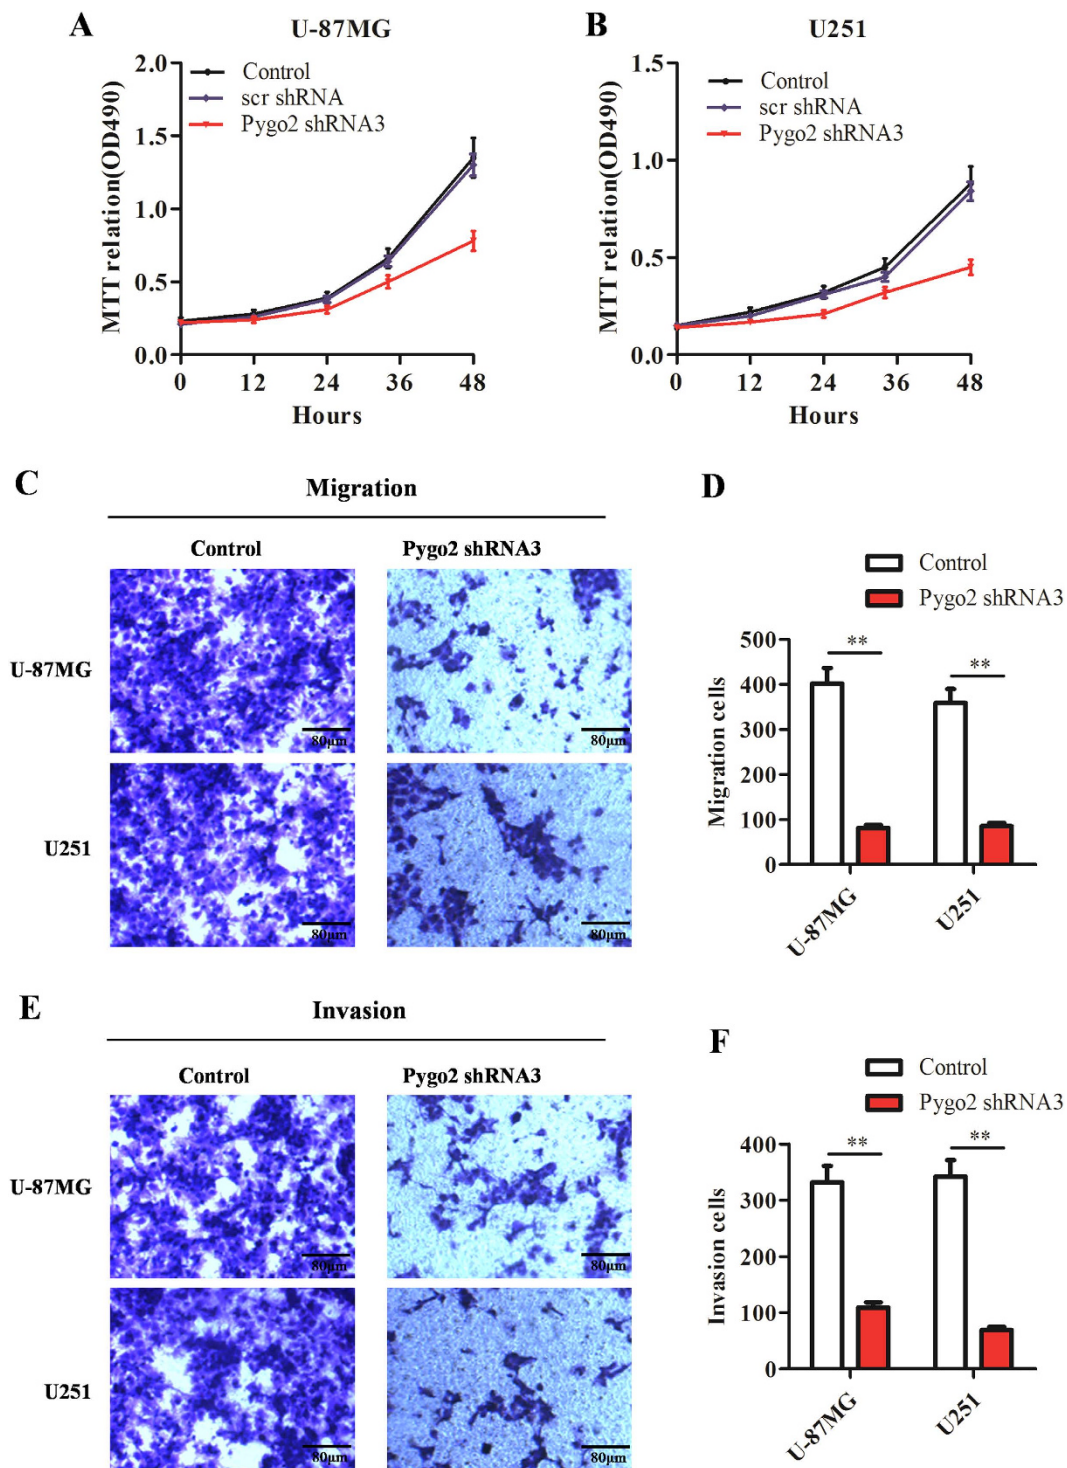 A
U-87MG
Control
scr shRNA
Pygo2 shRNA3
MTT relation(OD490)
2.0
1.5
1.0
0.5
0.0
0 12 24 36 48
Hours
B
U251
Control
scr shRNA
Pygo2 shRNA3
MTT relation(OD490)
1.5
1.0
0.5
0.0
0 12 24 36 48
Hours
C
Migration
Control Pygo2 shRNA3
U-87MG
80μm 80μm
U251
80μm 80μm
D
Control
Pygo2 shRNA3
Migration cells
500
400
300
200
100
0
** **
U-87MG U251
E
Invasion
Control Pygo2 shRNA3
U-87MG
80μm 80μm
U251
80μm 80μm
F
Control
Pygo2 shRNA3
Invasion cells
400
300
200
100
0
** **
U-87MG U251